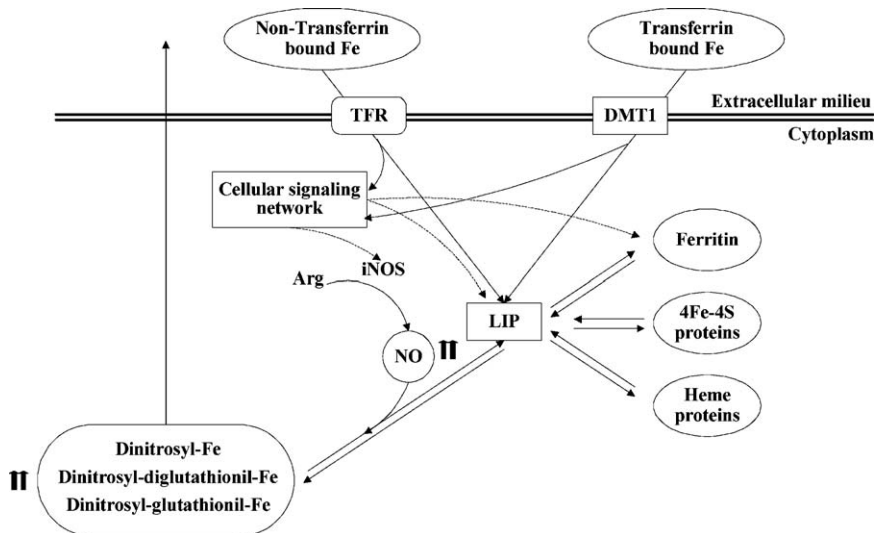 Non-Transferrin
bound Fe
Transferrin
bound Fe
TFR
DMT1
Extracellular milieu
Cytoplasm
Cellular signaling
network
Ferritin
Arg
iNOS
LIP
4Fe-4S
proteins
NO
Heme
proteins
Dinitrosyl-Fe
Dinitrosyl-diglutathionil-Fe
Dinitrosyl-glutathionil-Fe